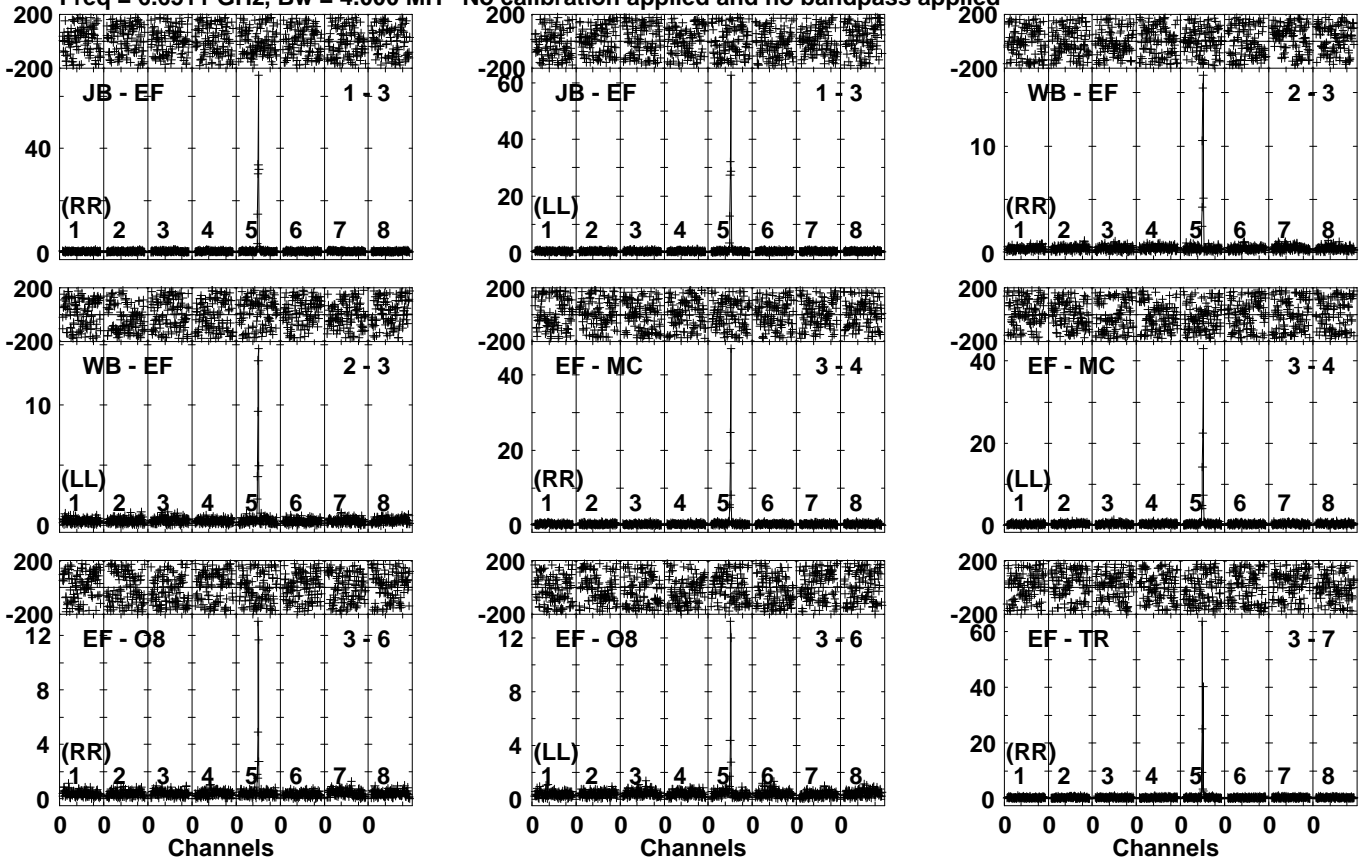 No calibration applied and no bandpass applied
200 200 200
-200 -200 -200
JB - EF 1 - 3 60 JB - EF 1 - 3 WB - EF 2 - 3
40 40 10
20
(RR) (LL) (RR)
1 2 3 4 5 6 7 8 1 2 3 4 5 6 7 8 1 2 3 4 5 6 7 8
0 0 0
200 200 200
-200 -200 -200
WB - EF 2 - 3 EF - MC 3 - 4 EF - MC 3 - 4
10 40 40
20 20
(LL) (RR) (LL)
1 2 3 4 5 6 7 8 1 2 3 4 5 6 7 8 1 2 3 4 5 6 7 8
0 0 0
200 200 200
-200 -200 -200
12 EF - O8 3 - 6 12 EF - O8 3 - 6 60 EF - TR 3 - 7
8 8 40
4 4 20
(RR) (LL) (RR)
1 2 3 4 5 6 7 8 1 2 3 4 5 6 7 8 1 2 3 4 5 6 7 8
0 0 0
0 0 0 0 0 0 0 0 0 0 0 0 0 0 0 0 0 0 0 0 0 0 0 0
Channels Channels Channels